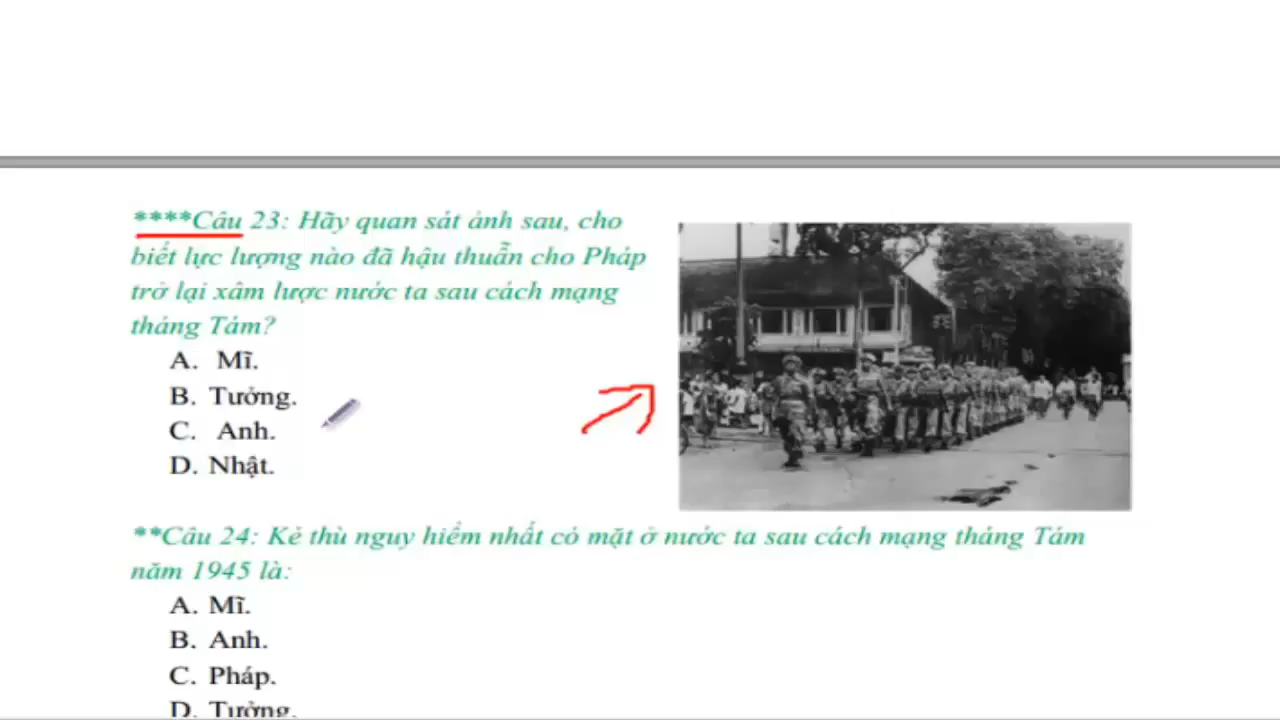 ****Câu 23: Hãy quan sát ảnh sau, cho
biết lực lượng nào đã hậu thuẫn cho Pháp
trở lại xâm lược nước ta sau cách mạng
tháng Tám?
A. Mĩ.
B. Tưởng.
C. Anh.
D. Nhật.
**Câu 24: Kẻ thù nguy hiểm nhất có mặt ở nước ta sau cách mạng tháng Tám
năm 1945 là:
A. Mĩ.
B. Anh.
C. Pháp.
D. Tưởng.